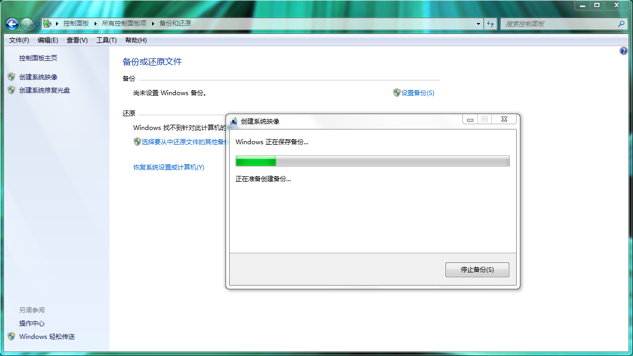 控制面板 ▸ 所有控制面板项 ▸ 备份和还原
搜索控制面板
文件(F) 编辑(E) 查看(V) 工具(T) 帮助(H)
控制面板主页
创建系统映像
创建系统修复光盘
备份或还原文件
备份
尚未设置 Windows 备份。
设置备份(S)
还原
Windows 找不到针对此计算机的
选择要从中还原文件的其他备份
恢复系统设置或计算机(Y)
创建系统映像
Windows 正在保存备份...
正在准备创建备份...
停止备份(S)
另请参阅
操作中心
Windows 轻松传送